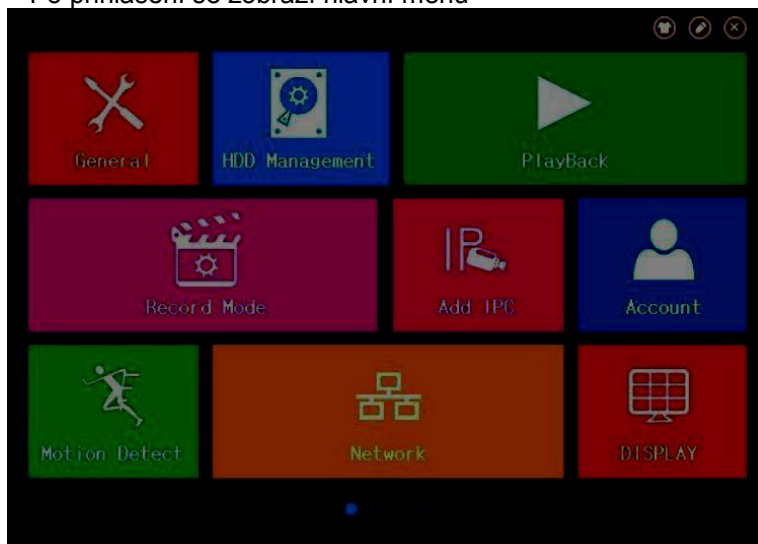 Po přihlášení se zobrazí hlavní menu
General
HDD Management
PlayBack
Record Mode
IP
Add IPC
Account
Motion Detect
Network
DISPLAY